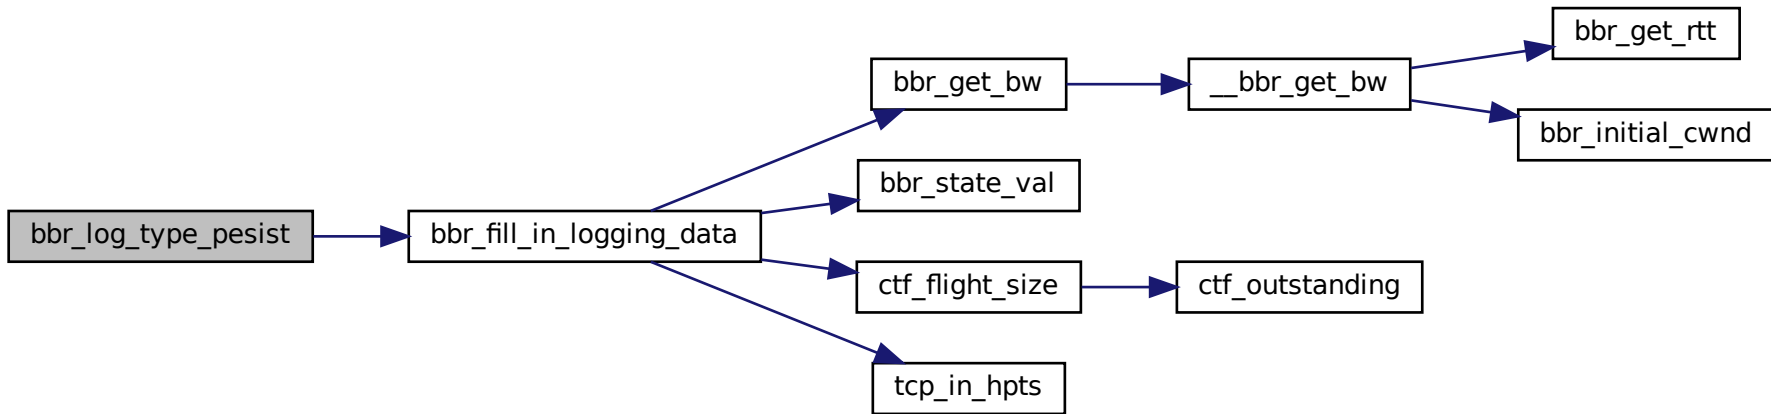 bbr_log_type_pesist
bbr_fill_in_logging_data
bbr_get_bw
__bbr_get_bw
bbr_get_rtt
bbr_initial_cwnd
bbr_state_val
ctf_flight_size
ctf_outstanding
tcp_in_hpts